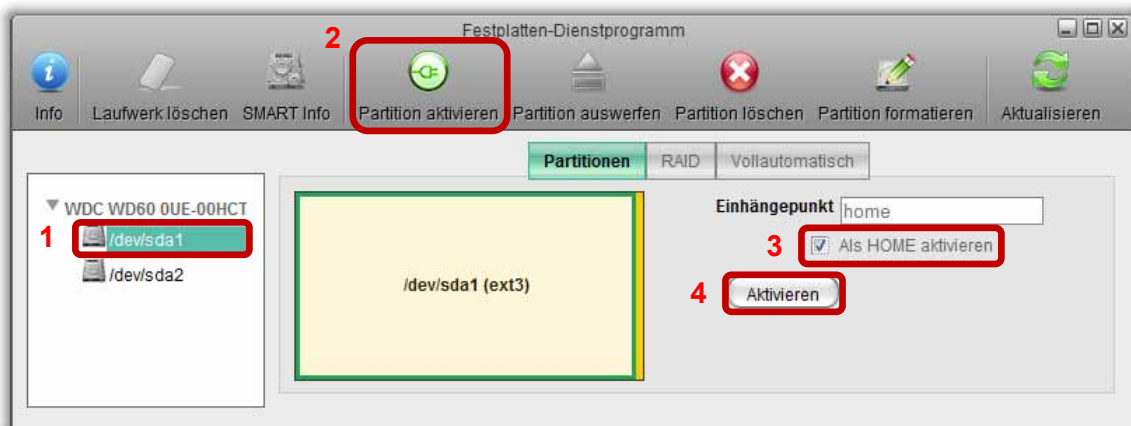 Festplatten-Dienstprogramm
2
Info Laufwerk löschen SMART Info Partition aktivieren Partition auswerfen Partition löschen Partition formatieren Aktualisieren
Partitionen RAID Vollautomatisch
WDC WD60 0UE-00HCT
1 /dev/sda1
/dev/sda2
/dev/sda1 (ext3)
Einhängepunkt home
3 Als HOME aktivieren
4 Aktivieren